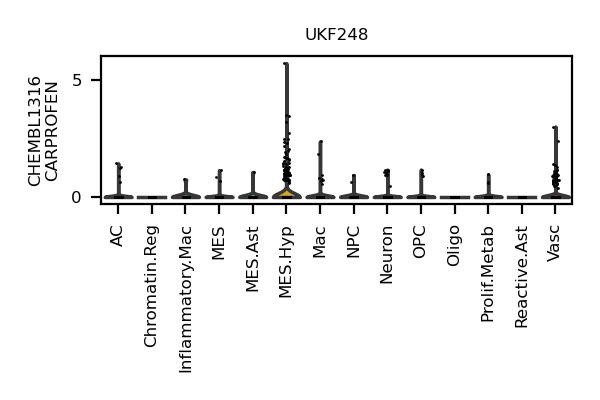 UKF248
CHEMBL1316
CARPROFEN
5
0
AC
Chromatin.Reg
Inflammatory.Mac
MES
MES.Ast
MES.Hyp
Mac
NPC
Neuron
OPC
Oligo
Prolif.Metab
Reactive.Ast
Vasc